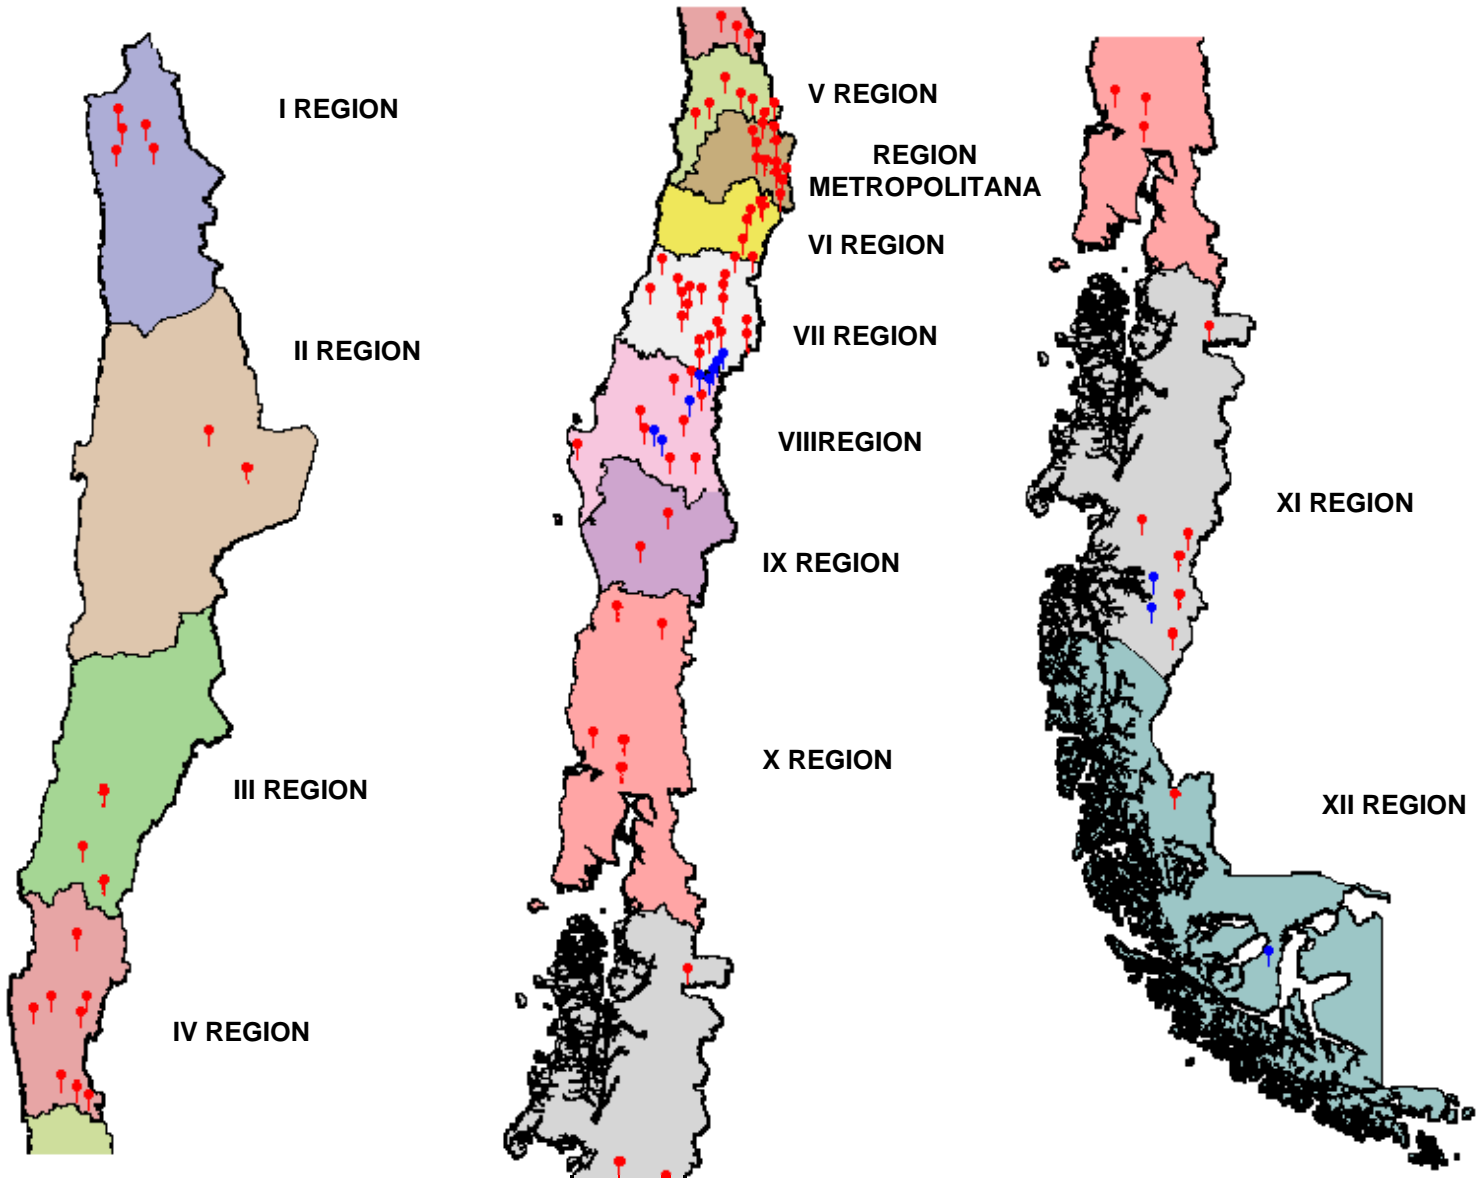 I REGION
II REGION
III REGION
IV REGION
V REGION
REGION
METROPOLITANA
VI REGION
VII REGION
VIIIREGION
IX REGION
X REGION
XI REGION
XII REGION